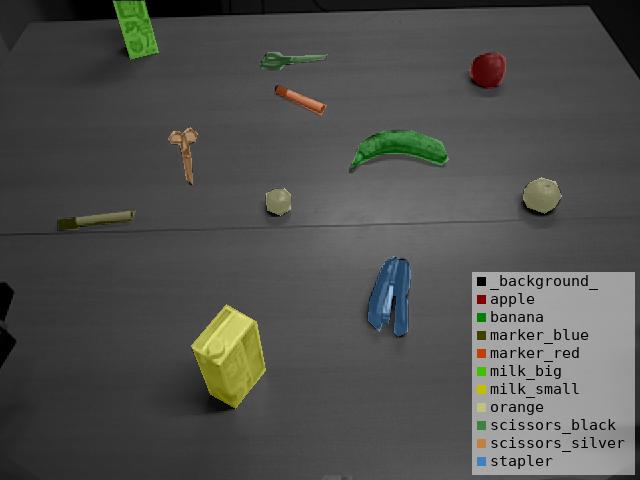 _background_
apple
banana
marker_blue
marker_red
milk_big
milk_small
orange
scissors_black
scissors_silver
stapler